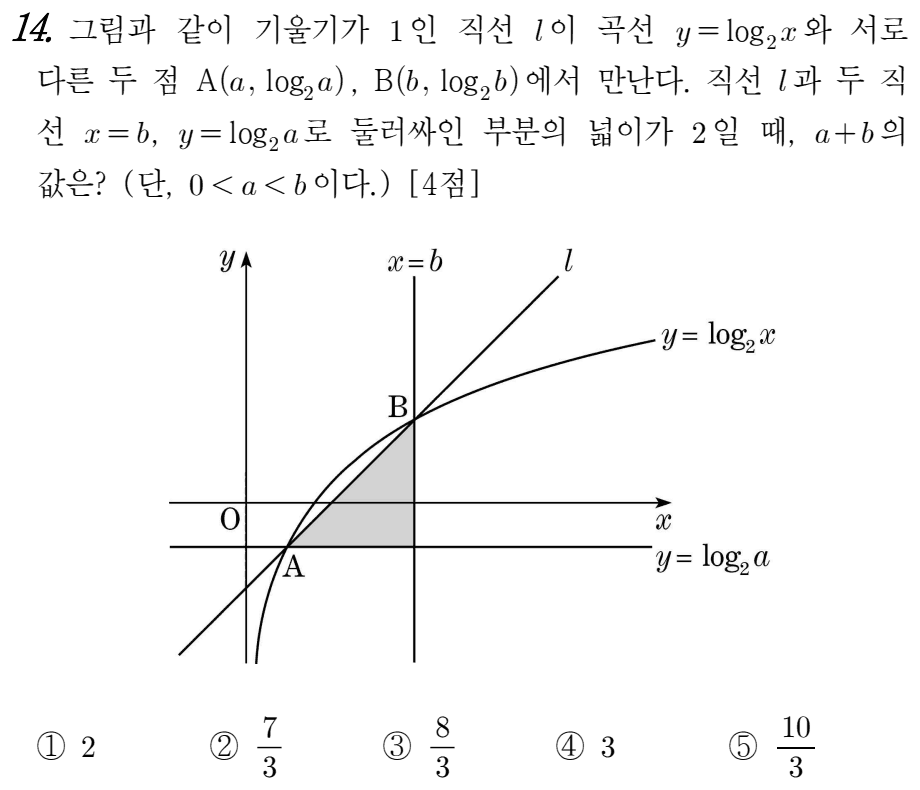 14. 그림과 같이 기울기가 1인 직선 l이 곡선 y=log₂x와 서로
다른 두 점 A(a, log₂a), B(b, log₂b)에서 만난다. 직선 l과 두 직
선 x=b, y=log₂a로 둘러싸인 부분의 넓이가 2일 때, a+b의
값은? (단, 0<a<b이다.) [4점]
y
x=b
l
y=log₂x
B
O
x
A
y=log₂a
① 2 ② 7/3 ③ 8/3 ④ 3 ⑤ 10/3